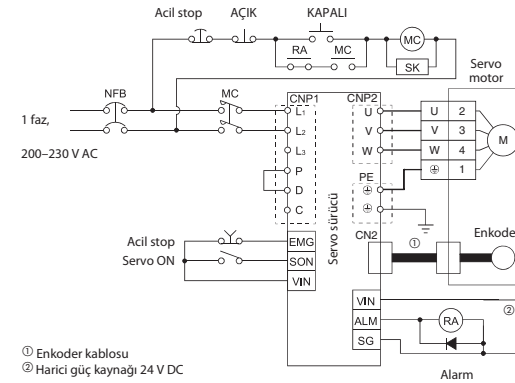 Acil stop AÇIK KAPALI
MC
RA MC
SK
Servo motor
NFB MC CNP1 CNP2
1 faz,
200–230 V AC
L1 U U 2
L2 V V 3 M
L3 W W 4
P PE 1
D
C
Servo sürücü
CN2 Enkode
①
Acil stop EMG
Servo ON SON
VIN
VIN ②
ALM RA
SG
① Enkoder kablosu
② Harici güç kaynağı 24 V DC
Alarm